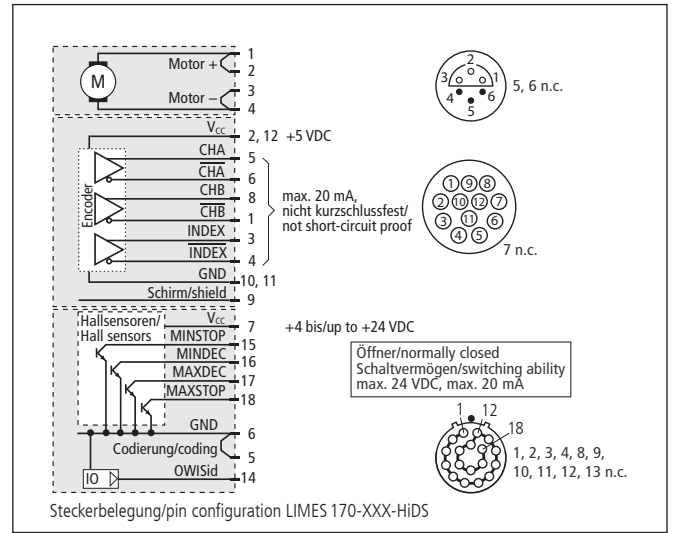 M
Motor +
1
2
Motor –
3
4
3
2
1
4
5
6
5, 6 n.c.
Encoder
VCC
2, 12 +5 VDC
CHA
5
C̅H̅A̅
6
CHB
8
C̅H̅B̅
1
INDEX
3
I̅N̅D̅E̅X̅
4
GND
10, 11
Schirm/shield
9
max. 20 mA,
nicht kurzschlussfest/
not short-circuit proof
1 9 8
2 10 12 7
3 11 6
4 5
7 n.c.
Hallsensoren/
Hall sensors
VCC
7 +4 bis/up to +24 VDC
MINSTOP
15
MINDEC
16
MAXDEC
17
MAXSTOP
18
GND
6
Codierung/coding
5
IO
OWISid
14
Öffner/normally closed
Schaltvermögen/switching ability
max. 24 VDC, max. 20 mA
1 12
18
1, 2, 3, 4, 8, 9,
10, 11, 12, 13 n.c.
Steckerbelegung/pin configuration LIMES 170-XXX-HiDS